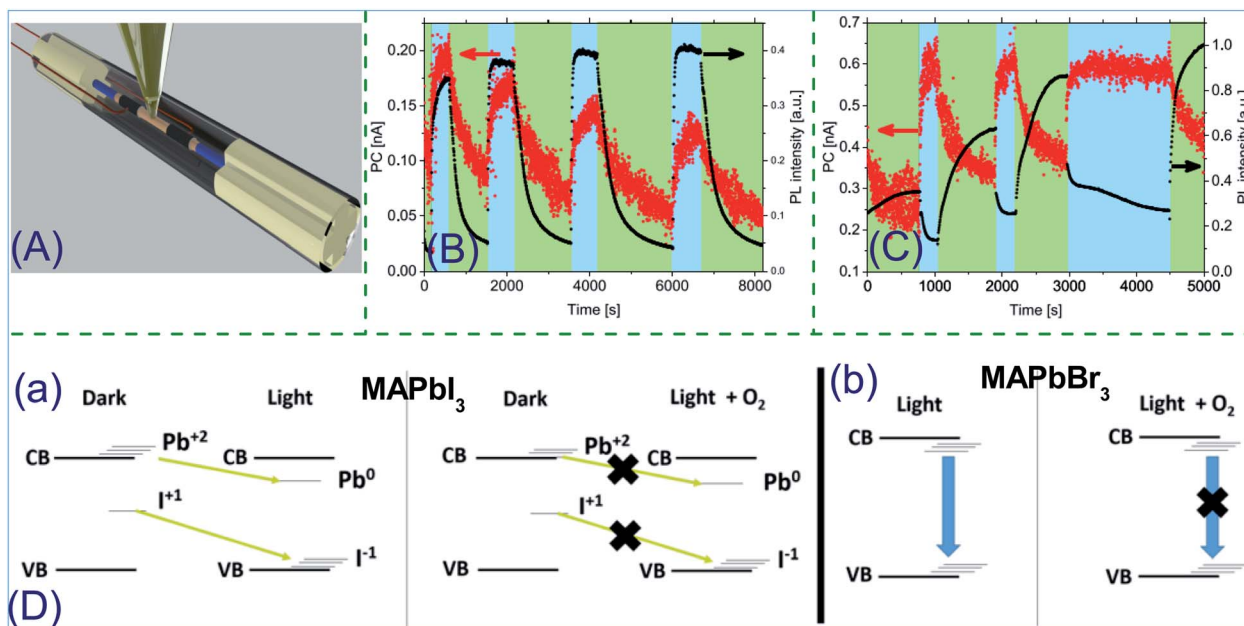 (A)
0.20
0.15
0.10
0.05
0.00
PC [nA]
0.4
0.3
0.2
0.1
0.0
PL intensity [a.u.]
(B)
0 2000 4000 6000 8000
Time [s]
0.7
0.6
0.5
0.4
0.3
0.2
0.1
PC [nA]
1.0
0.8
0.6
0.4
0.2
0.0
PL intensity [a.u.]
(C)
0 1000 2000 3000 4000 5000
Time [s]
(a)
MAPbI3
Dark Light
CB Pb+2 CB
Pb0
I+1
VB VB I-1
Dark Light + O2
CB Pb+2 CB
Pb0
I+1
VB VB I-1
(b)
MAPbBr3
Light Light + O2
CB CB
VB VB
(D)